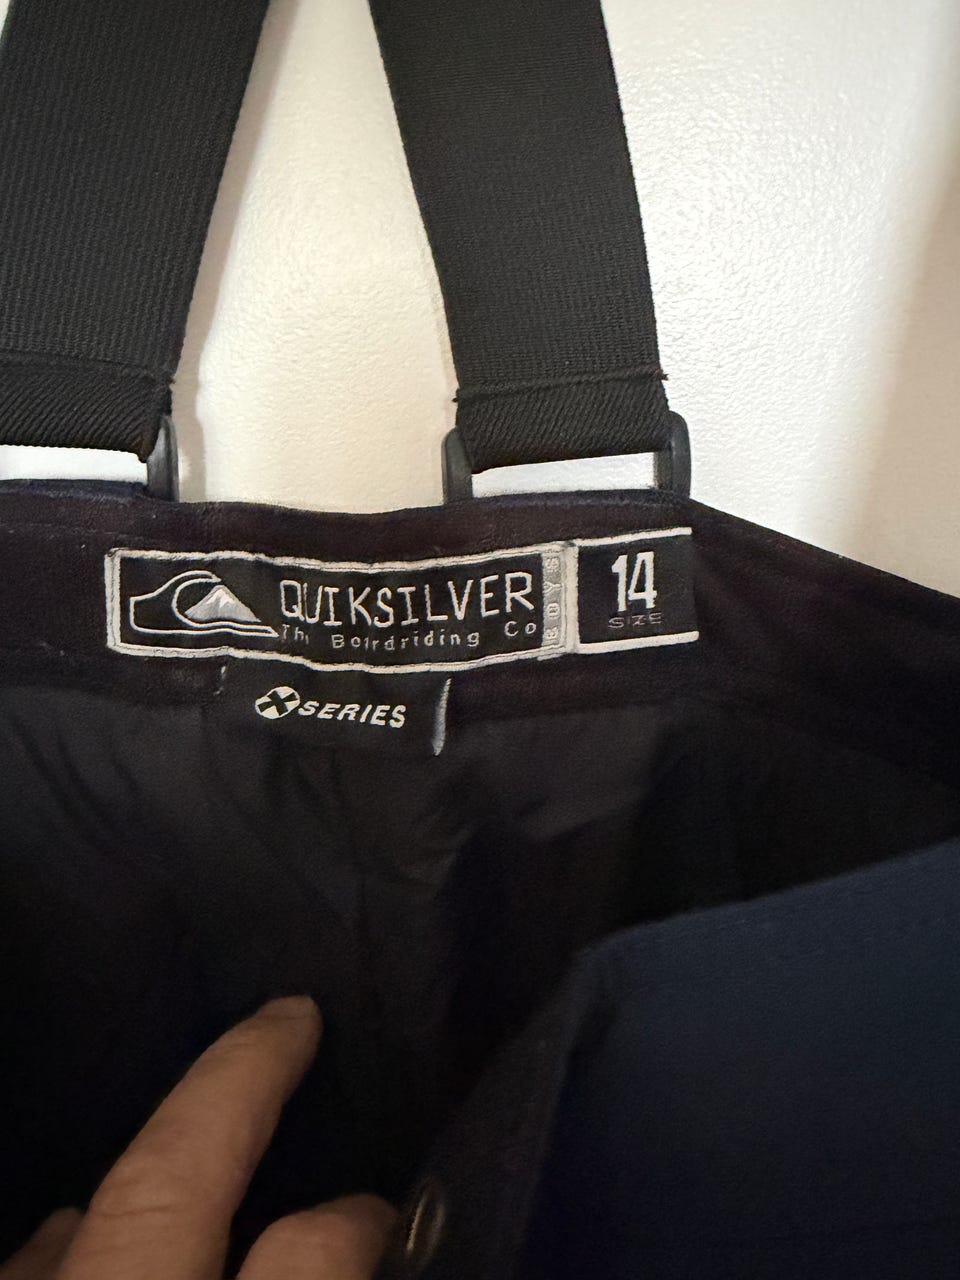 QUIKSILVER
The Boardriding Co
BOYS
14
SIZE
X SERIES